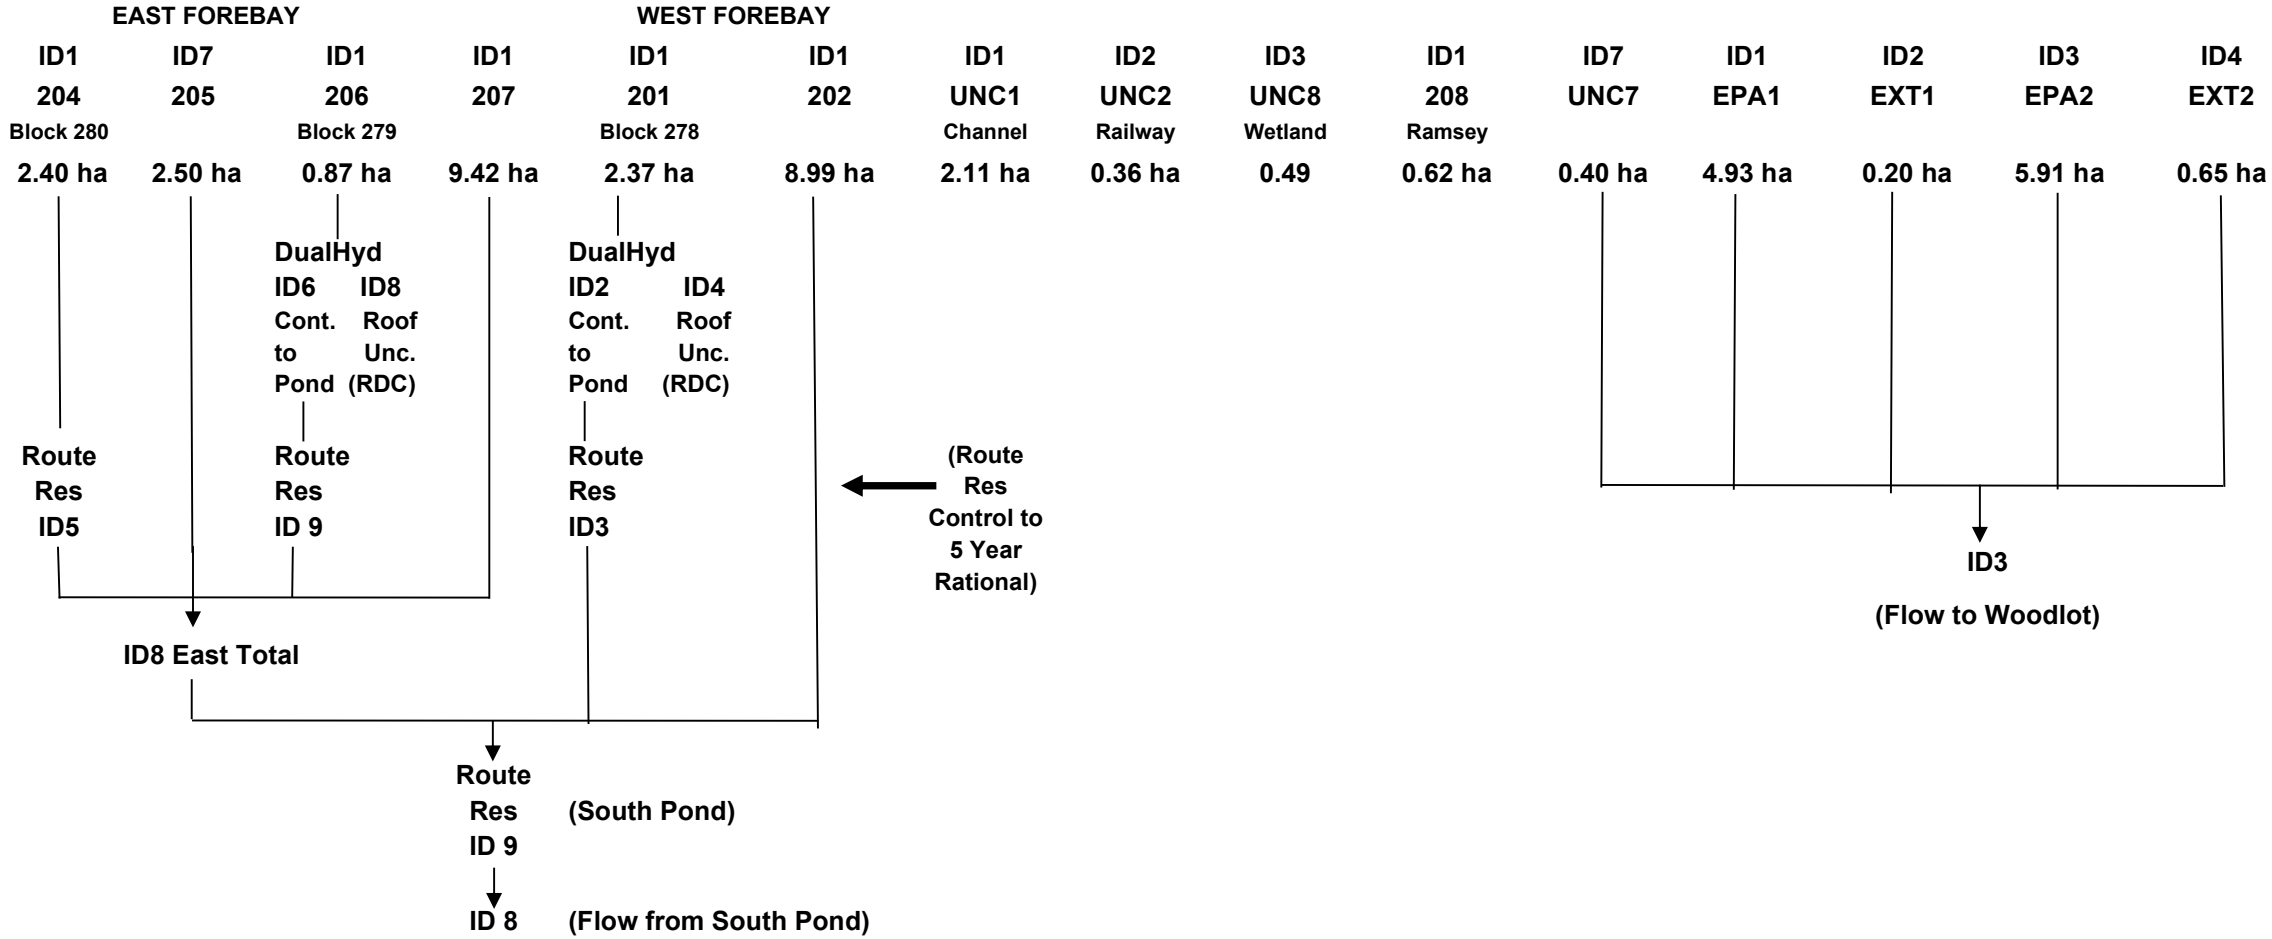 EAST FOREBAY WEST FOREBAY
ID1 ID7 ID1 ID1 ID1 ID1 ID1 ID2 ID3 ID1 ID7 ID1 ID2 ID3 ID4
204 205 206 207 201 202 UNC1 UNC2 UNC8 208 UNC7 EPA1 EXT1 EPA2 EXT2
Block 280 Block 279 Block 278 Channel Railway Wetland Ramsey
2.40 ha 2.50 ha 0.87 ha 9.42 ha 2.37 ha 8.99 ha 2.11 ha 0.36 ha 0.49 0.62 ha 0.40 ha 4.93 ha 0.20 ha 5.91 ha 0.65 ha
DualHyd DualHyd
ID6 ID8 ID2 ID4
Cont. Roof Cont. Roof
to Unc. to Unc.
Pond (RDC) Pond (RDC)
Route Route Route (Route
Res Res Res Res
ID5 ID 9 ID3 Control to
5 Year
Rational)
ID3
(Flow to Woodlot)
ID8 East Total
Route
Res (South Pond)
ID 9
ID 8 (Flow from South Pond)